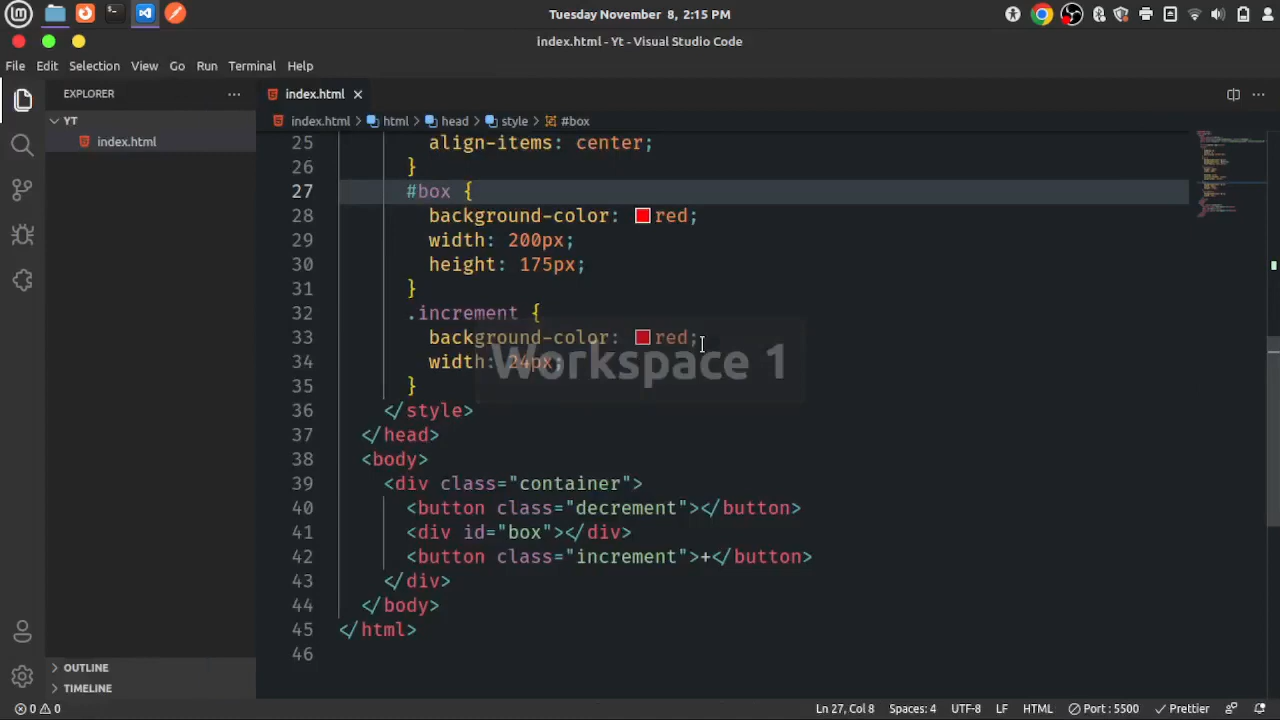 Tuesday November 8, 2:15 PM
index.html - Yt - Visual Studio Code
File Edit Selection View Go Run Terminal Help
EXPLORER
YT
index.html
index.html
index.html > html > head > style > #box
25 align-items: center;
26 }
27 #box {
28 background-color: red;
29 width: 200px;
30 height: 175px;
31 }
32 .increment {
33 background-color: red;
34 width: 24px;
35 }
36 </style>
37 </head>
38 <body>
39 <div class="container">
40 <button class="decrement"></button>
41 <div id="box"></div>
42 <button class="increment">+</button>
43 </div>
44 </body>
45 </html>
46
Workspace 1
OUTLINE
TIMELINE
0 0 Ln 27, Col 8 Spaces: 4 UTF-8 LF HTML Port : 5500 Prettier